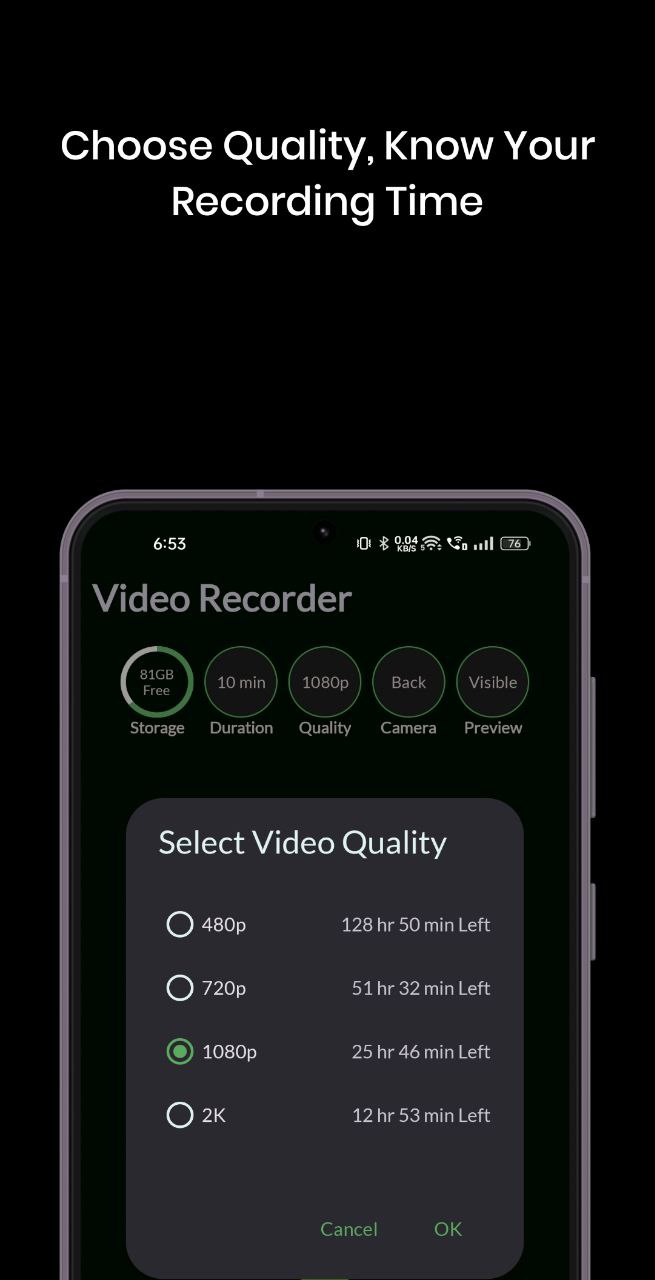 Choose Quality, Know Your
Recording Time
6:53
0.04
KB/S
5
76
Video Recorder
81GB
Free
10 min
1080p
Back
Visible
Storage
Duration
Quality
Camera
Preview
Select Video Quality
480p 128 hr 50 min Left
720p 51 hr 32 min Left
1080p 25 hr 46 min Left
2K 12 hr 53 min Left
Cancel OK